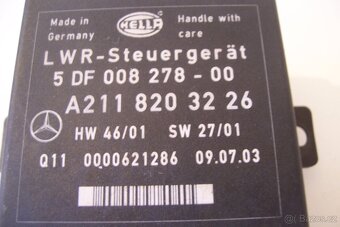 Made in
Germany
HELLA
Handle with
care
LWR-Steuergerät
5 DF 008 278 - 00
A211 820 32 26
HW 46/01 SW 27/01
Q11 0000621286 09.07.03